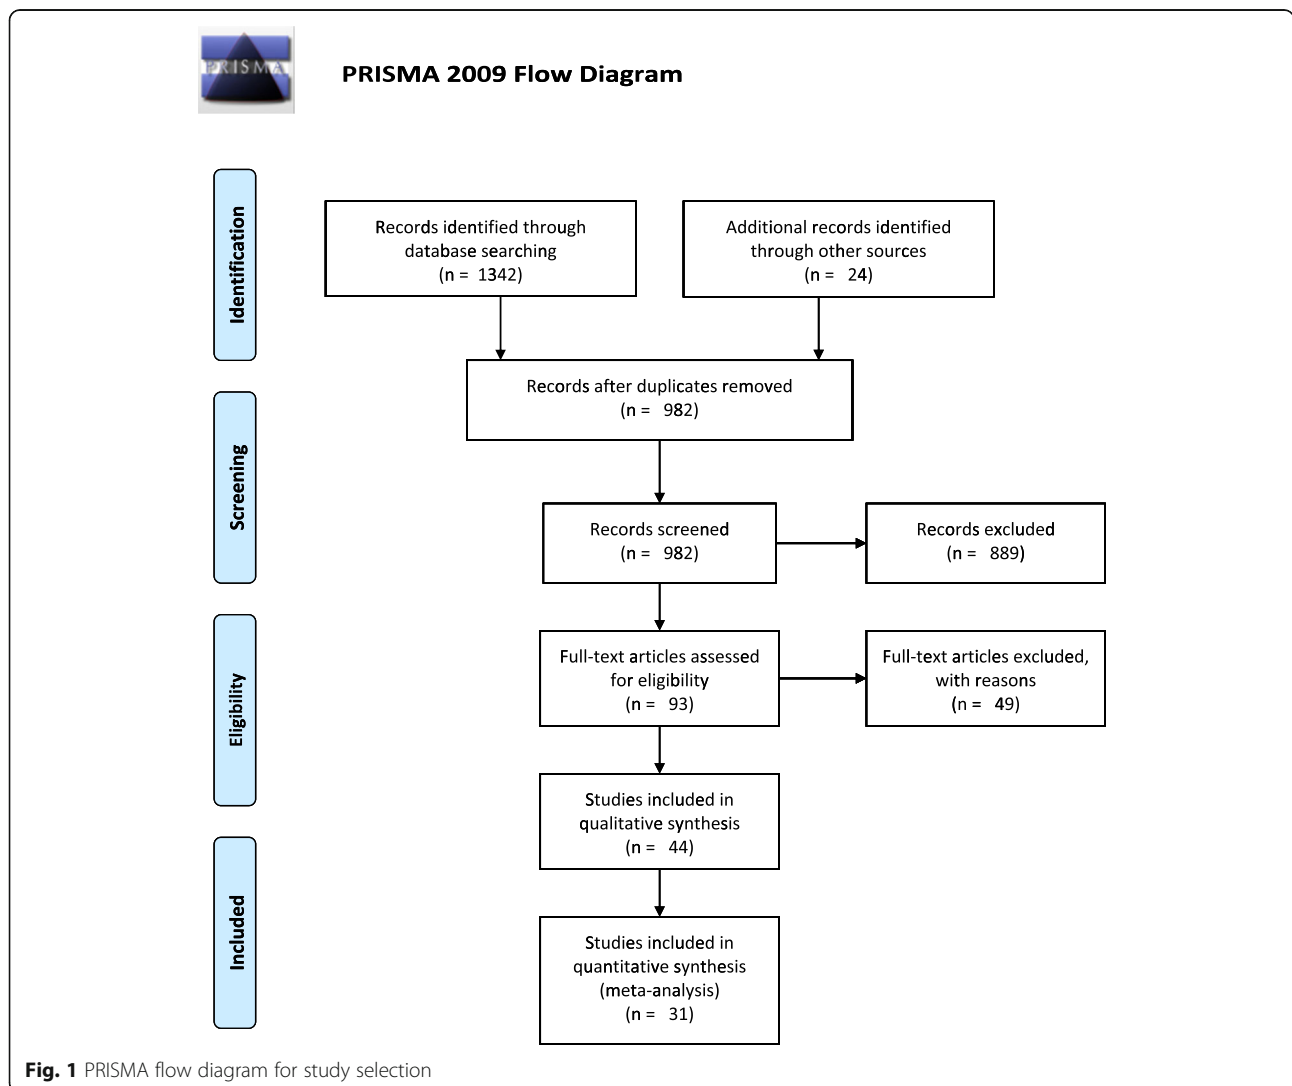 PRISMA
PRISMA 2009 Flow Diagram
Identification
Records identified through
database searching
(n = 1342)
Additional records identified
through other sources
(n = 24)
Records after duplicates removed
(n = 982)
Screening
Records screened
(n = 982)
Records excluded
(n = 889)
Eligibility
Full-text articles assessed
for eligibility
(n = 93)
Full-text articles excluded,
with reasons
(n = 49)
Studies included in
qualitative synthesis
(n = 44)
Included
Studies included in
quantitative synthesis
(meta-analysis)
(n = 31)
Fig. 1 PRISMA flow diagram for study selection